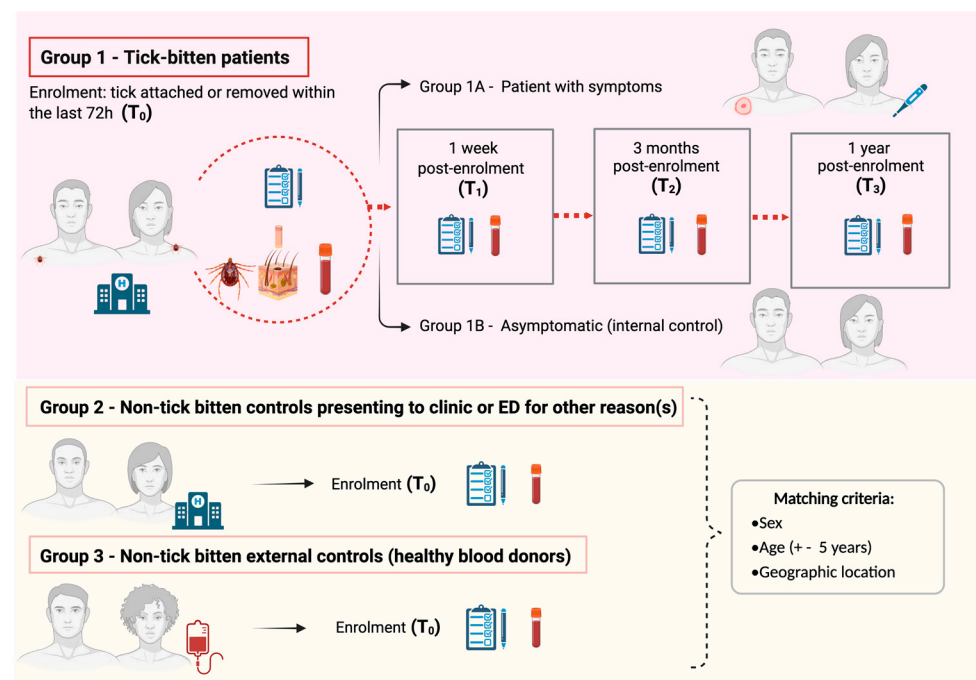 Group 1 - Tick-bitten patients
Enrolment: tick attached or removed within
the last 72h (T₀)
Group 1A - Patient with symptoms
1 week
post-enrolment
(T₁)
3 months
post-enrolment
(T₂)
1 year
post-enrolment
(T₃)
H
Group 1B - Asymptomatic (internal control)
Group 2 - Non-tick bitten controls presenting to clinic or ED for other reason(s)
H
Enrolment (T₀)
Group 3 - Non-tick bitten external controls (healthy blood donors)
Enrolment (T₀)
Matching criteria:
•Sex
•Age (+ - 5 years)
•Geographic location